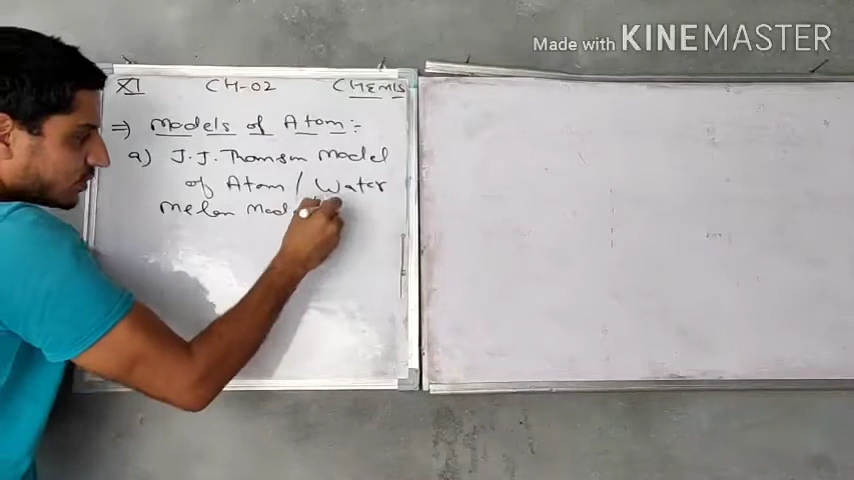 Made with KINEMASTER
XI CH-02 CHEMIS
=> Models of Atom :-
a) J.J. Thomson Model
of Atom / Water
Melon